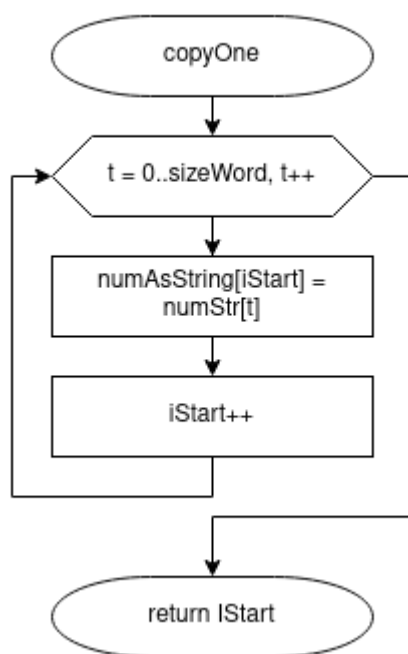 copyOne
t = 0..sizeWord, t++
numAsString[iStart] =
numStr[t]
iStart++
return IStart